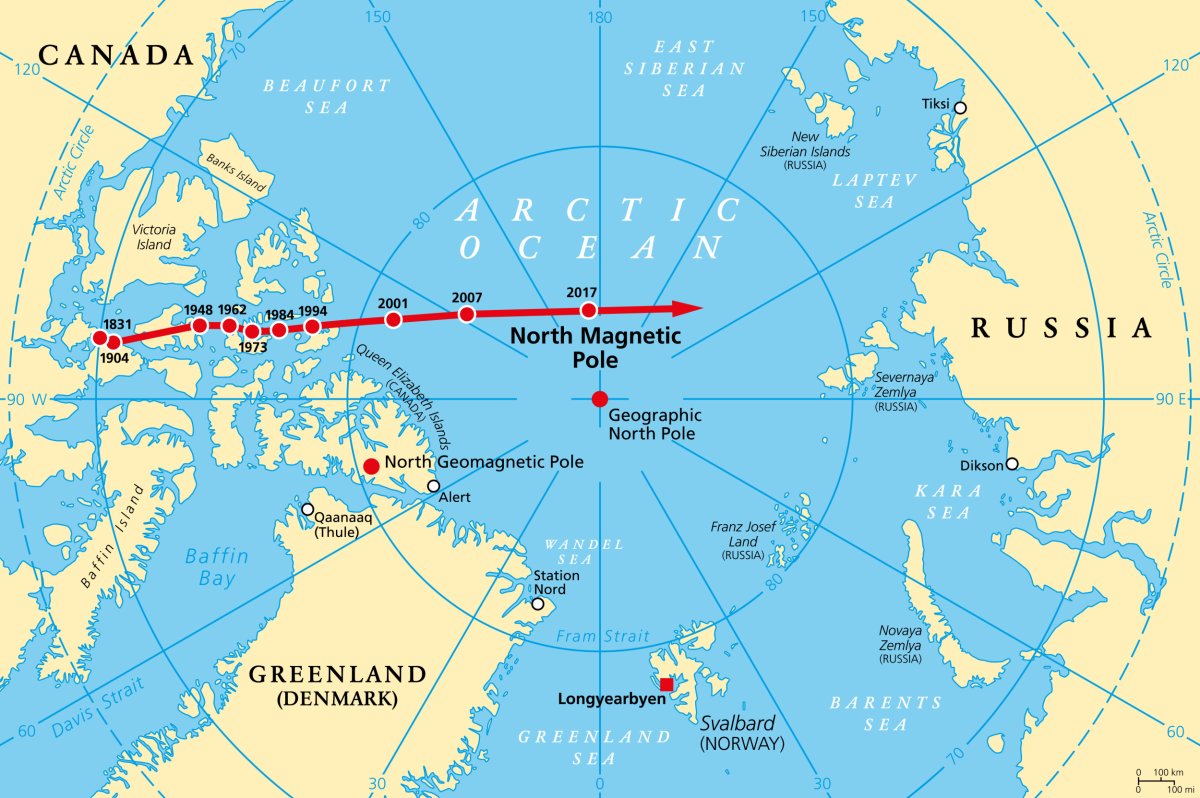 150
180
150
CANADA
120
70
BEAUFORT
SEA
EAST
SIBERIAN
SEA
120
Tiksi
New
Siberian Islands
(RUSSIA)
LAPTEV
SEA
Arctic Circle
Banks Island
Victoria
Island
80
ARCTIC
OCEAN
Arctic Circle
1831
1904
1948
1962
1973
1984
1994
2001
2007
2017
North Magnetic
Pole
RUSSIA
Queen Elizabeth Islands
(CANADA)
Severnaya
Zemlya
(RUSSIA)
90 W
90 E
Geographic
North Pole
North Geomagnetic Pole
Dikson
Alert
KARA
SEA
Qaanaaq
(Thule)
Baffin Island
Baffin
Bay
Franz Josef
Land
(RUSSIA)
WANDEL
SEA
Station
Nord
80
Fram Strait
Novaya
Zemlya
(RUSSIA)
GREENLAND
(DENMARK)
Longyearbyen
Davis Strait
Svalbard
(NORWAY)
BARENTS
SEA
60
GREENLAND
SEA
60
70
30
0
30
0 100 km
0 100 mi